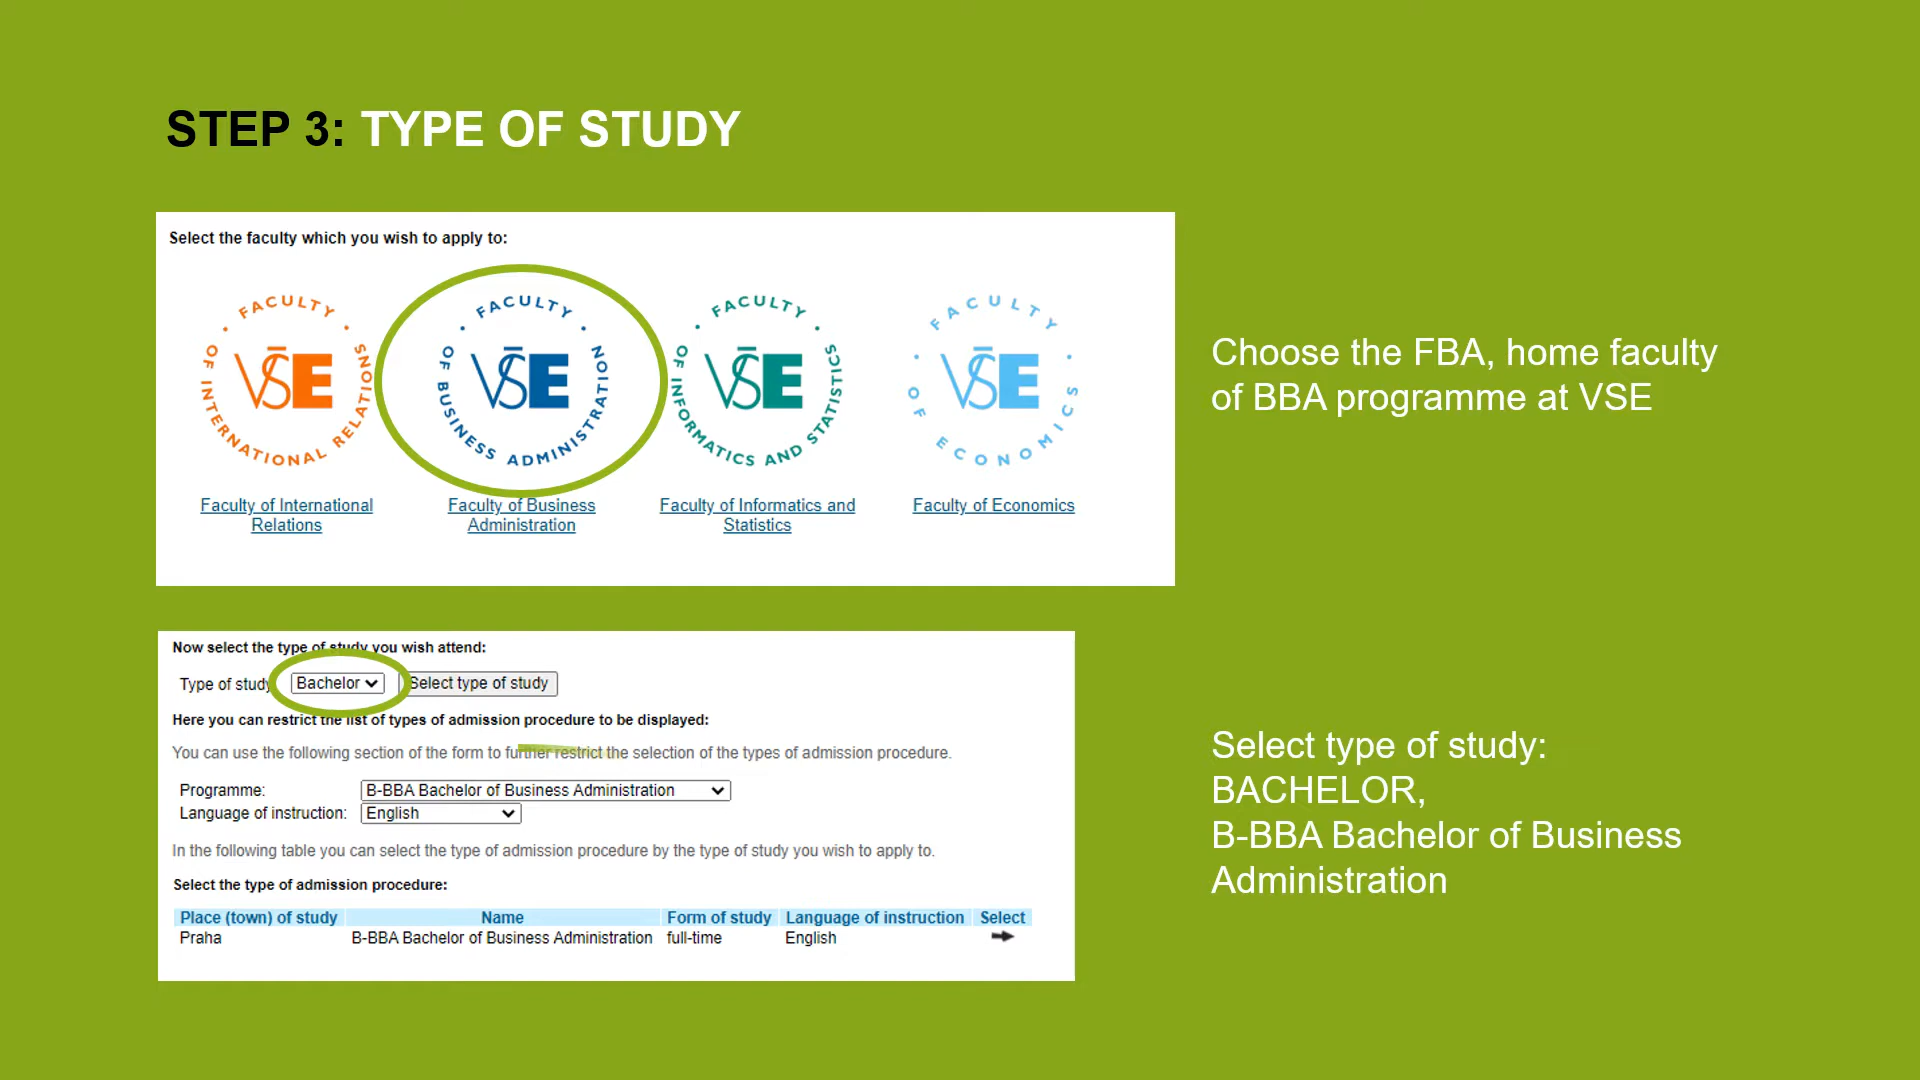 STEP 3: TYPE OF STUDY
Select the faculty which you wish to apply to:
FACULTY OF INTERNATIONAL RELATIONS
VŠE
FACULTY OF BUSINESS ADMINISTRATION
VŠE
FACULTY OF INFORMATICS AND STATISTICS
VŠE
FACULTY OF ECONOMICS
VŠE
Faculty of International
Relations
Faculty of Business
Administration
Faculty of Informatics and
Statistics
Faculty of Economics
Choose the FBA, home faculty
of BBA programme at VSE
Now select the type of study you wish attend:
Type of study
Bachelor
Select type of study
Here you can restrict the list of types of admission procedure to be displayed:
You can use the following section of the form to further restrict the selection of the types of admission procedure.
Programme: B-BBA Bachelor of Business Administration
Language of instruction: English
In the following table you can select the type of admission procedure by the type of study you wish to apply to.
Select the type of admission procedure:
Place (town) of study Name Form of study Language of instruction Select
Praha B-BBA Bachelor of Business Administration full-time English
Select type of study:
BACHELOR,
B-BBA Bachelor of Business
Administration